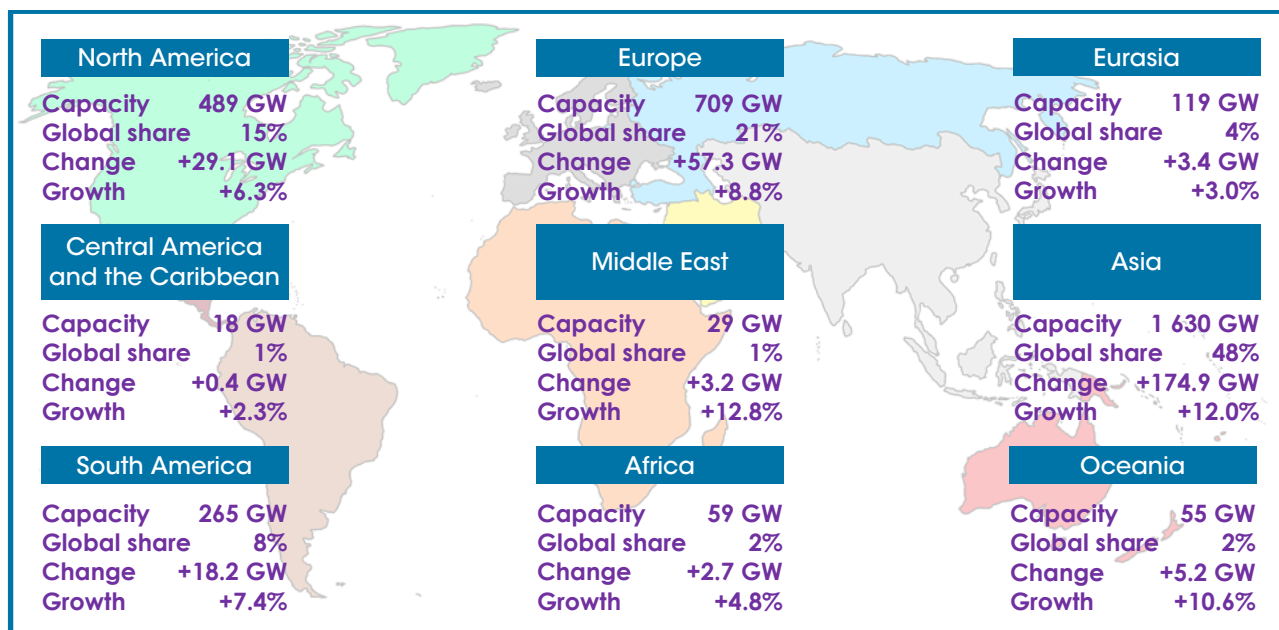 North America
Capacity 489 GW
Global share 15%
Change +29.1 GW
Growth +6.3%
Europe
Capacity 709 GW
Global share 21%
Change +57.3 GW
Growth +8.8%
Eurasia
Capacity 119 GW
Global share 4%
Change +3.4 GW
Growth +3.0%
Central America
and the Caribbean
Capacity 18 GW
Global share 1%
Change +0.4 GW
Growth +2.3%
Middle East
Capacity 29 GW
Global share 1%
Change +3.2 GW
Growth +12.8%
Asia
Capacity 1 630 GW
Global share 48%
Change +174.9 GW
Growth +12.0%
South America
Capacity 265 GW
Global share 8%
Change +18.2 GW
Growth +7.4%
Africa
Capacity 59 GW
Global share 2%
Change +2.7 GW
Growth +4.8%
Oceania
Capacity 55 GW
Global share 2%
Change +5.2 GW
Growth +10.6%